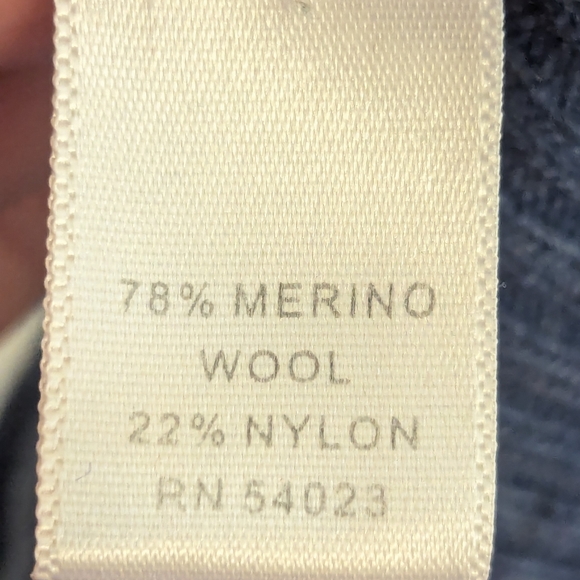 78% MERINO
WOOL
22% NYLON
RN 54023